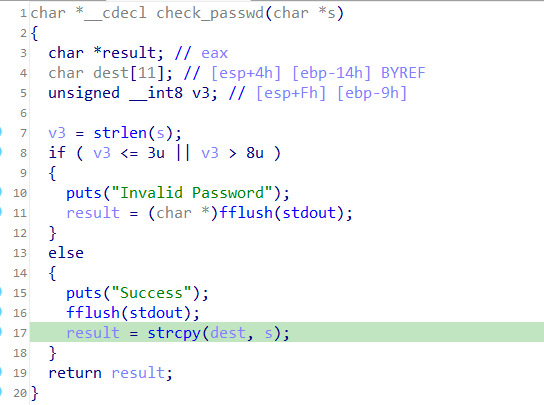 1 char *__cdecl check_passwd(char *s)
2 {
3   char *result; // eax
4   char dest[11]; // [esp+4h] [ebp-14h] BYREF
5   unsigned __int8 v3; // [esp+Fh] [ebp-9h]
6
7   v3 = strlen(s);
8   if ( v3 <= 3u || v3 > 8u )
9   {
10     puts("Invalid Password");
11     result = (char *)fflush(stdout);
12   }
13   else
14   {
15     puts("Success");
16     fflush(stdout);
17     result = strcpy(dest, s);
18   }
19   return result;
20 }